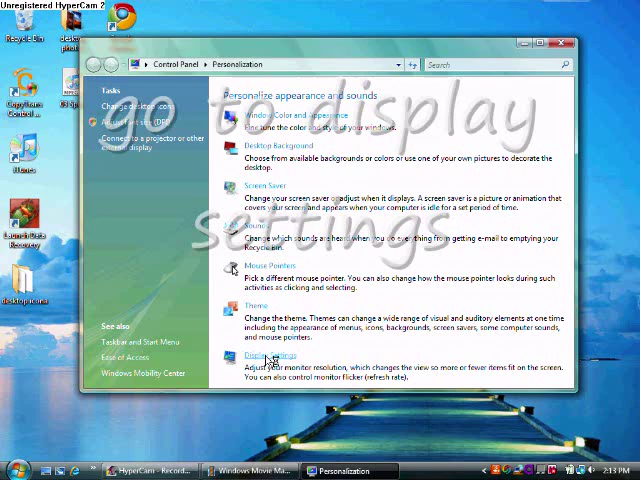 Unregistered HyperCam 2
Recycle Bin
desktop
photo
CopyTrans
Control ...
iTunes
Launch Data
Recovery
desktop icons
Control Panel
Personalization
Search
Tasks
Change desktop icons
Adjust font size (DPI)
Connect to a projector or other
external display
See also
Taskbar and Start Menu
Ease of Access
Windows Mobility Center
Personalize appearance and sounds
Window Color and Appearance
Fine tune the color and style of your windows.
Desktop Background
Choose from available backgrounds or colors or use one of your own pictures to decorate the
desktop.
Screen Saver
Change your screen saver or adjust when it displays. A screen saver is a picture or animation that
covers your screen and appears when your computer is idle for a set period of time.
Sounds
Change which sounds are heard when you do everything from getting e-mail to emptying your
Recycle Bin.
Mouse Pointers
Pick a different mouse pointer. You can also change how the mouse pointer looks during such
activities as clicking and selecting.
Theme
Change the theme. Themes can change a wide range of visual and auditory elements at one time
including the appearance of menus, icons, backgrounds, screen savers, some computer sounds,
and mouse pointers.
Display Settings
Adjust your monitor resolution, which changes the view so more or fewer items fit on the screen.
You can also control monitor flicker (refresh rate).
go to display
settings
HyperCam - Record...
Windows Movie Ma...
Personalization
2:13 PM